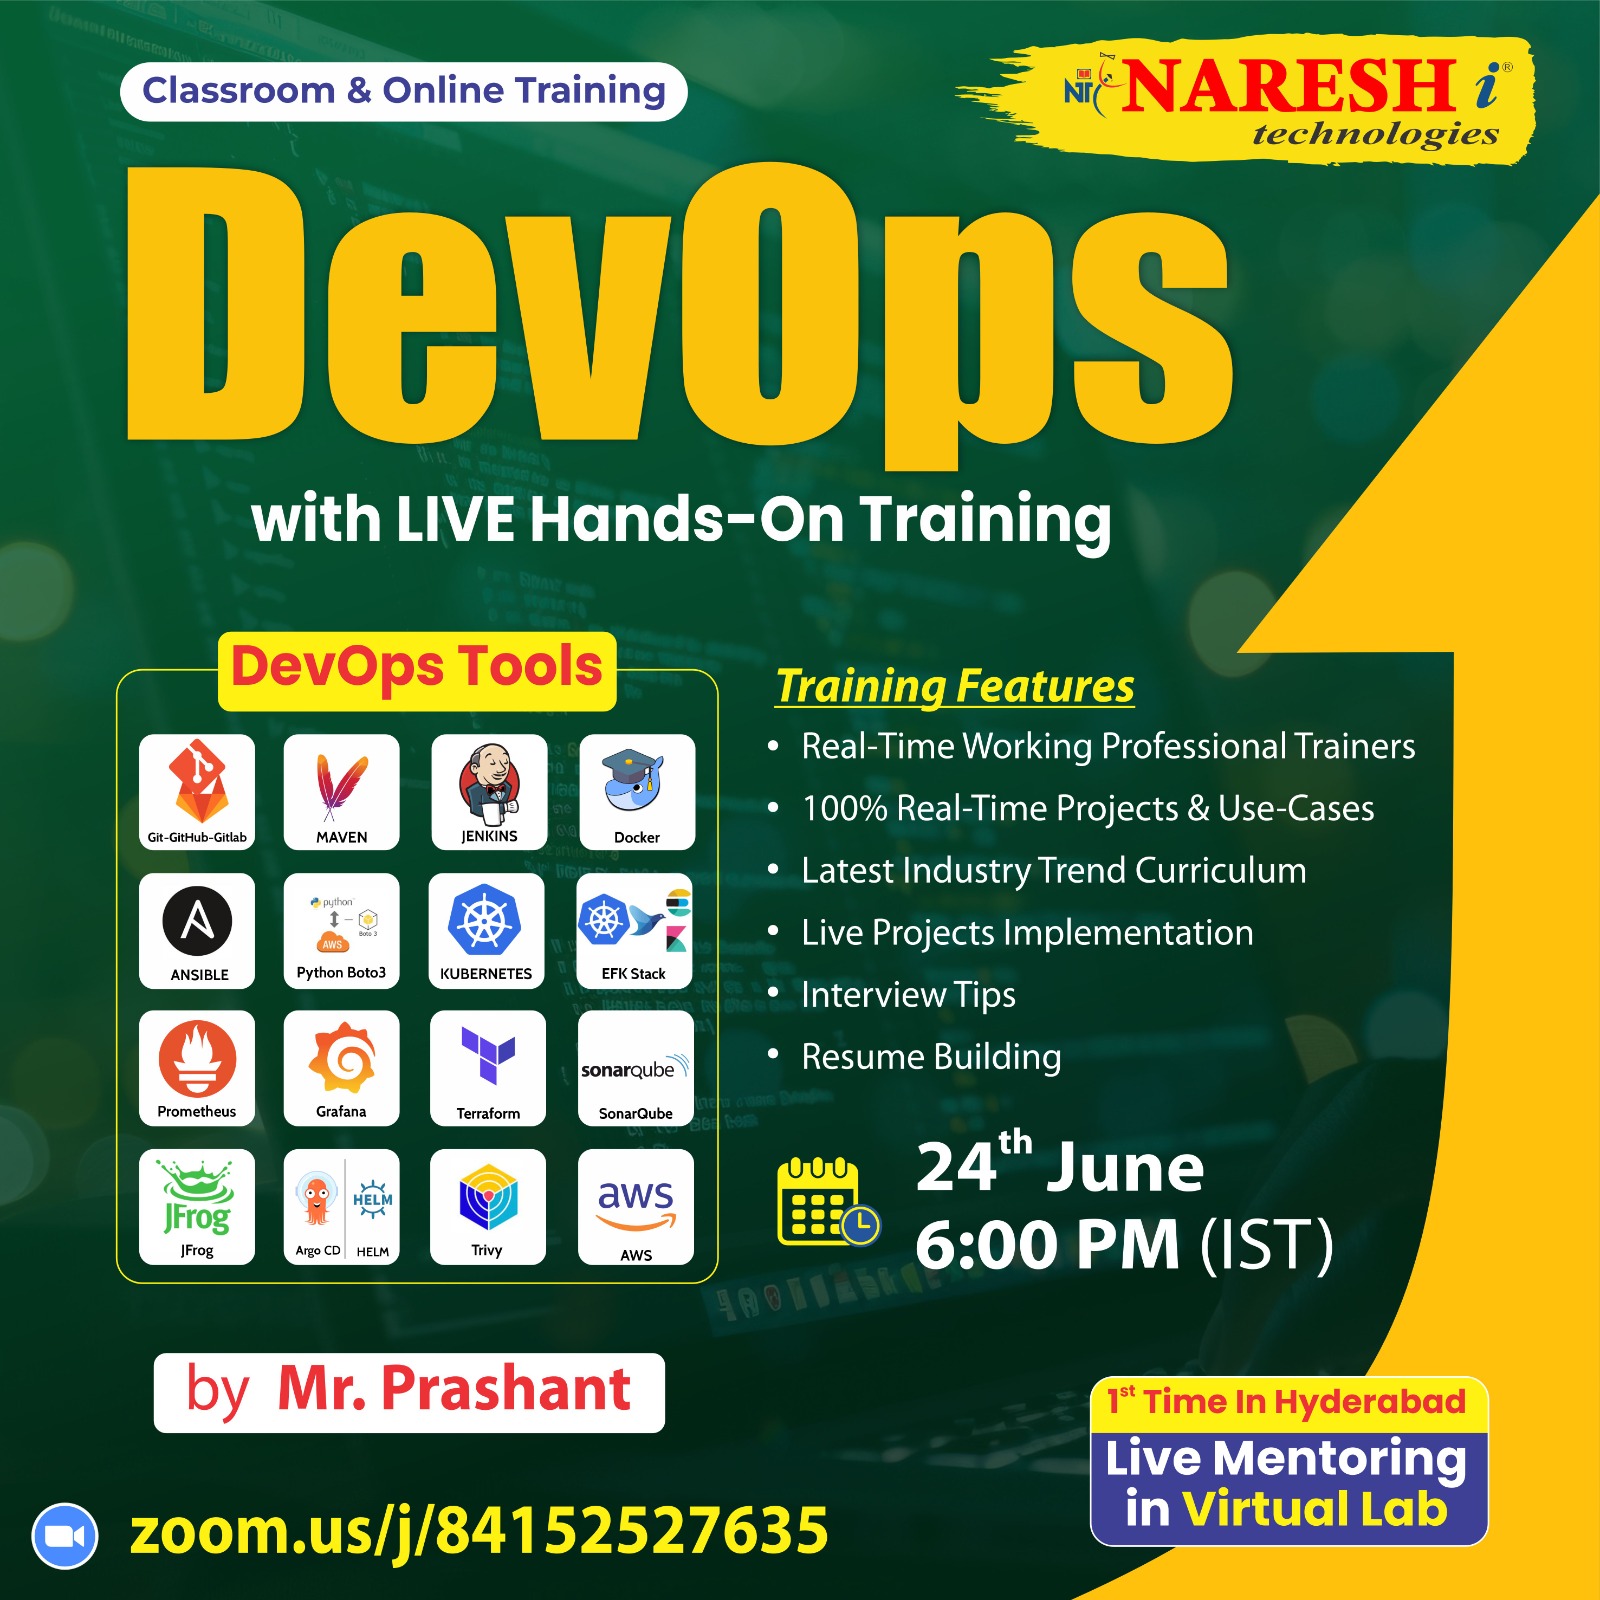 Classroom & Online Training
NT
NARESH i®
technologies
DevOps
with LIVE Hands-On Training
DevOps Tools
Git-GitHub-Gitlab
MAVEN
JENKINS
Docker
ANSIBLE
python™
AWS
Boto 3
Python Boto3
KUBERNETES
EFK Stack
Prometheus
Grafana
Terraform
sonarqube
SonarQube
JFrog
JFrog
Argo CD
HELM
HELM
Trivy
aws
AWS
Training Features
• Real-Time Working Professional Trainers
• 100% Real-Time Projects & Use-Cases
• Latest Industry Trend Curriculum
• Live Projects Implementation
• Interview Tips
• Resume Building
24th June
6:00 PM (IST)
by Mr. Prashant
1st Time In Hyderabad
Live Mentoring
in Virtual Lab
zoom.us/j/84152527635